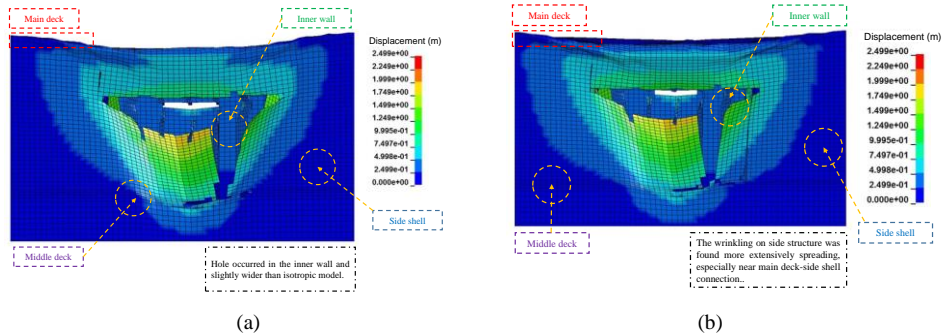 Main deck
Inner wall
Displacement (m)
2.499e+00
2.249e+00
1.999e+00
1.749e+00
1.499e+00
1.249e+00
9.995e-01
7.496e-01
4.998e-01
2.499e-01
0.000e+00
Side shell
Middle deck
Hole occurred in the inner wall and
slightly wider than isotropic model.
(a)
Main deck
Inner wall
Displacement (m)
2.499e+00
2.249e+00
1.999e+00
1.749e+00
1.499e+00
1.249e+00
9.995e-01
7.496e-01
4.998e-01
2.499e-01
0.000e+00
Middle deck
Side shell
The wrinkling on side structure was
found more extensively spreading,
especially near main deck-side shell
connection..
(b)